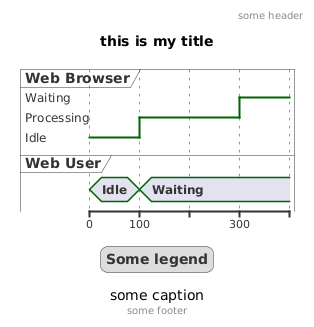 some header
this is my title
Web Browser
Waiting
Processing
Idle
Web User
Idle Waiting
0 100 300
Some legend
some caption
some footer